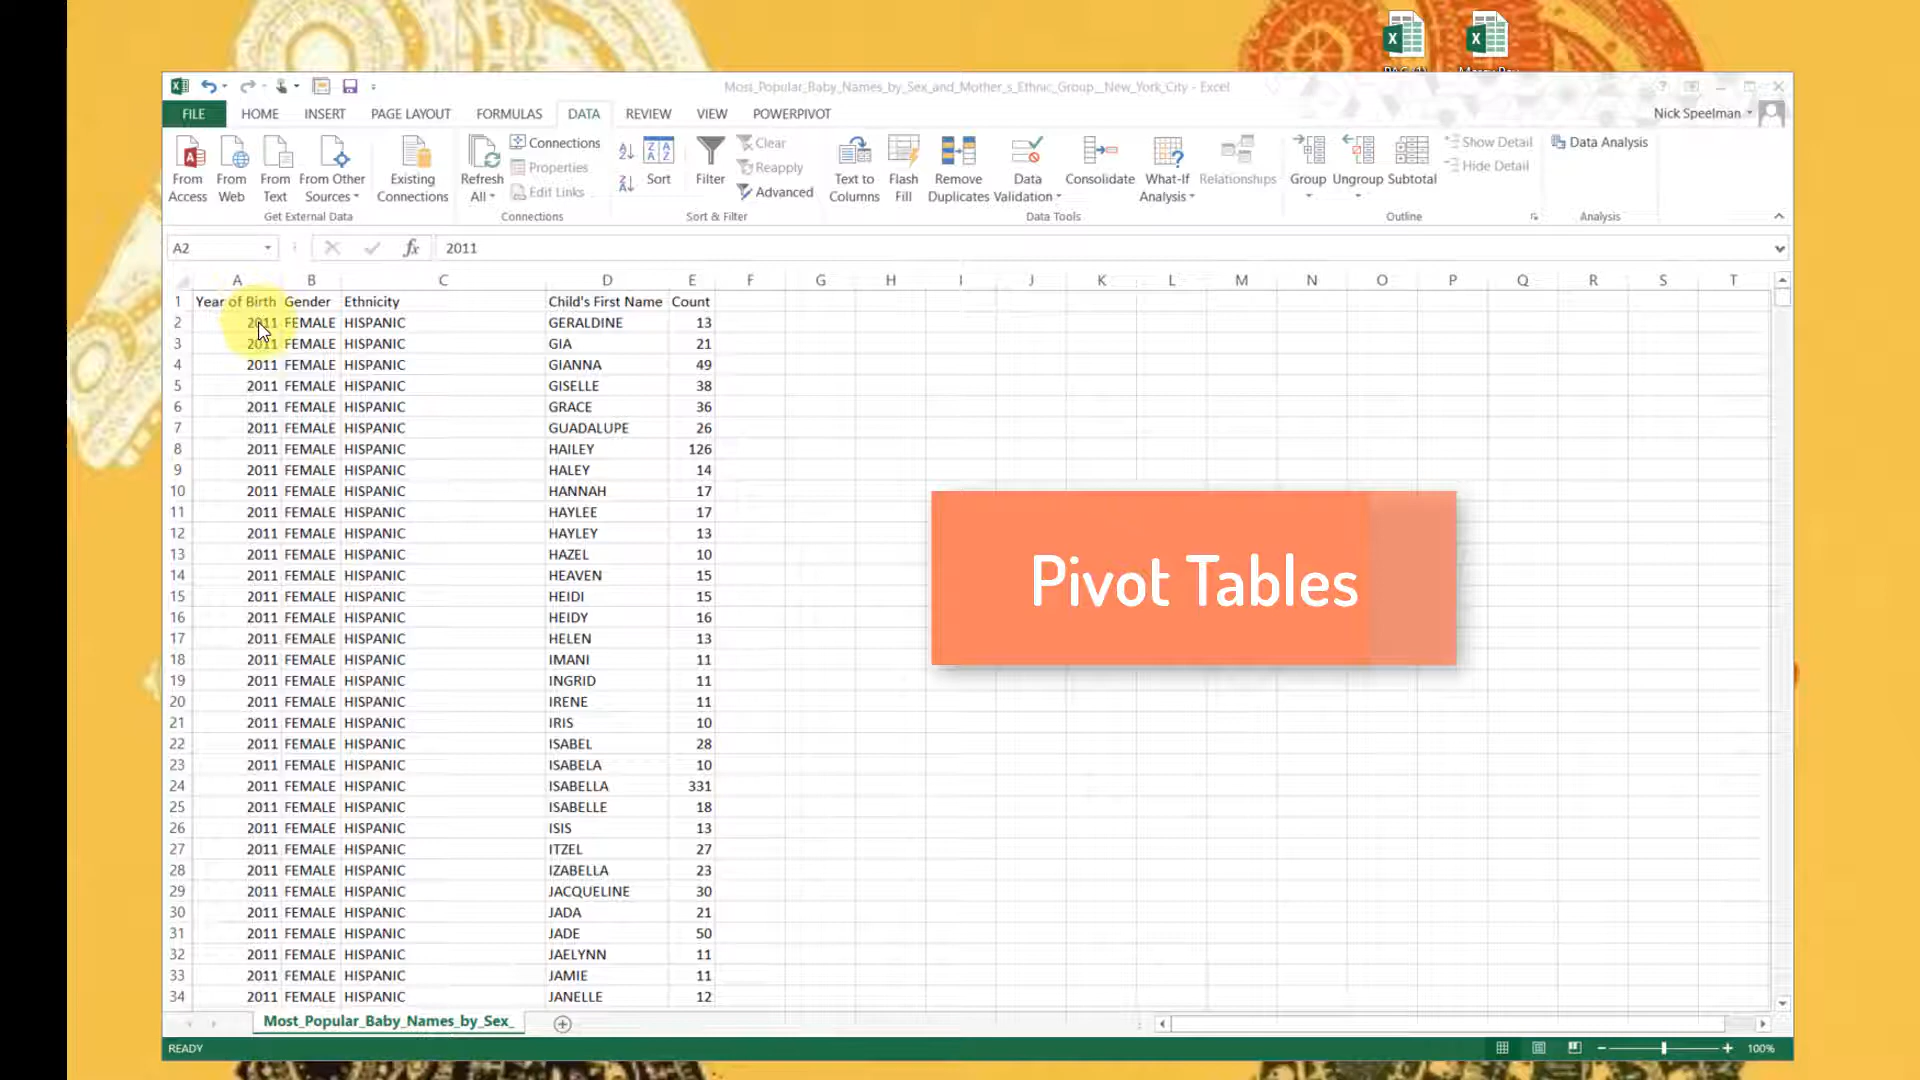 Most_Popular_Baby_Names_by_Sex_and_Mother_s_Ethnic_Group__New_York_City - Excel
FILE HOME INSERT PAGE LAYOUT FORMULAS DATA REVIEW VIEW POWERPIVOT Nick Speelman
From Access From Web From Text From Other Sources Existing Connections Refresh All Connections Properties Edit Links Sort Filter Clear Reapply Advanced Text to Columns Flash Fill Remove Duplicates Data Validation Consolidate What-If Analysis Relationships Group Ungroup Subtotal Show Detail Hide Detail Data Analysis
Get External Data Connections Sort & Filter Data Tools Outline Analysis
A2 fx 2011
A B C D E F G H I J K L M N O P Q R S T
1 Year of Birth Gender Ethnicity Child's First Name Count
2 2011 FEMALE HISPANIC GERALDINE 13
3 2011 FEMALE HISPANIC GIA 21
4 2011 FEMALE HISPANIC GIANNA 49
5 2011 FEMALE HISPANIC GISELLE 38
6 2011 FEMALE HISPANIC GRACE 36
7 2011 FEMALE HISPANIC GUADALUPE 26
8 2011 FEMALE HISPANIC HAILEY 126
9 2011 FEMALE HISPANIC HALEY 14
10 2011 FEMALE HISPANIC HANNAH 17
11 2011 FEMALE HISPANIC HAYLEE 17
12 2011 FEMALE HISPANIC HAYLEY 13
13 2011 FEMALE HISPANIC HAZEL 10
14 2011 FEMALE HISPANIC HEAVEN 15
15 2011 FEMALE HISPANIC HEIDI 15
16 2011 FEMALE HISPANIC HEIDY 16
17 2011 FEMALE HISPANIC HELEN 13
18 2011 FEMALE HISPANIC IMANI 11
19 2011 FEMALE HISPANIC INGRID 11
20 2011 FEMALE HISPANIC IRENE 11
21 2011 FEMALE HISPANIC IRIS 10
22 2011 FEMALE HISPANIC ISABEL 28
23 2011 FEMALE HISPANIC ISABELA 10
24 2011 FEMALE HISPANIC ISABELLA 331
25 2011 FEMALE HISPANIC ISABELLE 18
26 2011 FEMALE HISPANIC ISIS 13
27 2011 FEMALE HISPANIC ITZEL 27
28 2011 FEMALE HISPANIC IZABELLA 23
29 2011 FEMALE HISPANIC JACQUELINE 30
30 2011 FEMALE HISPANIC JADA 21
31 2011 FEMALE HISPANIC JADE 50
32 2011 FEMALE HISPANIC JAELYNN 11
33 2011 FEMALE HISPANIC JAMIE 11
34 2011 FEMALE HISPANIC JANELLE 12
Pivot Tables
Most_Popular_Baby_Names_by_Sex_
READY 100%